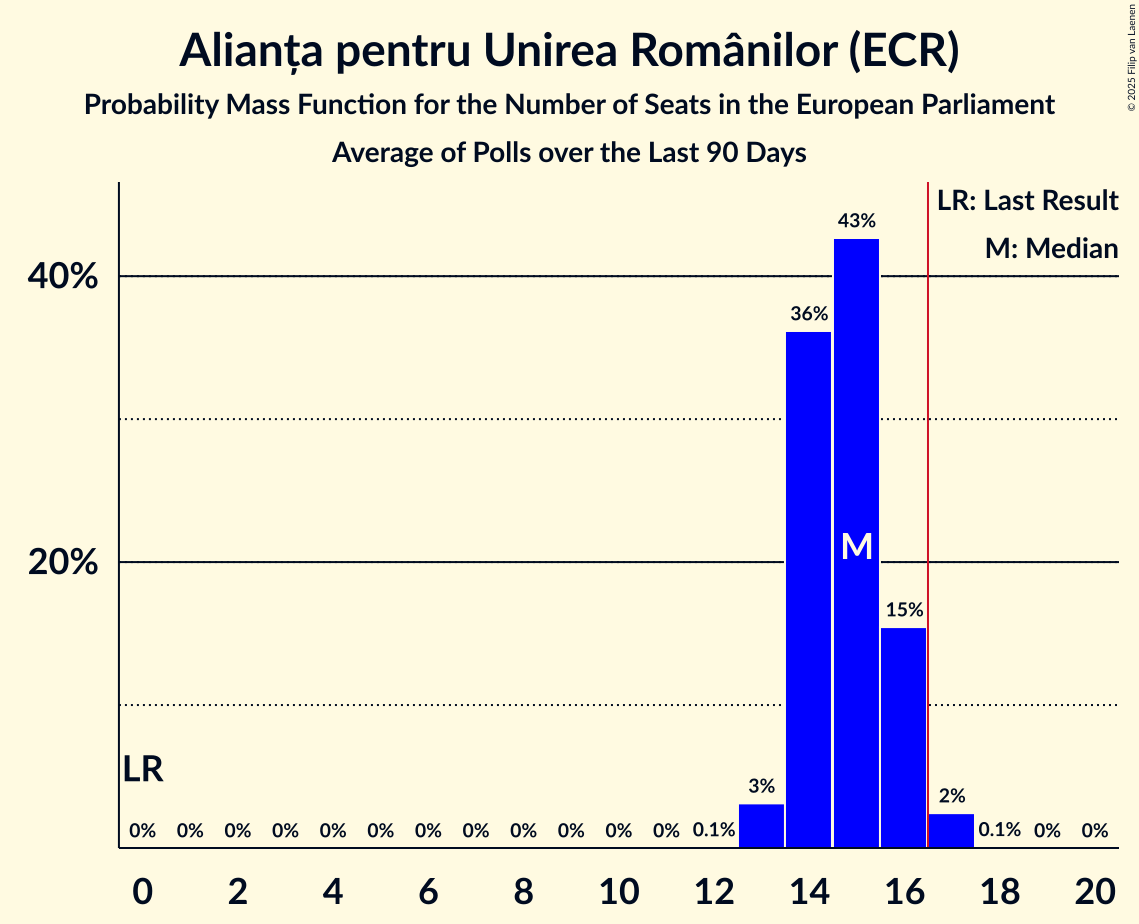 Alianța pentru Unirea Românilor (ECR)
Probability Mass Function for the Number of Seats in the European Parliament
Average of Polls over the Last 90 Days
© 2025 Filip van Laenen
LR: Last Result
M: Median
40%
20%
43%
36%
M
15%
LR
3%
2%
0% 0% 0% 0% 0% 0% 0% 0% 0% 0% 0% 0% 0.1% 0.1% 0% 0%
0 2 4 6 8 10 12 14 16 18 20